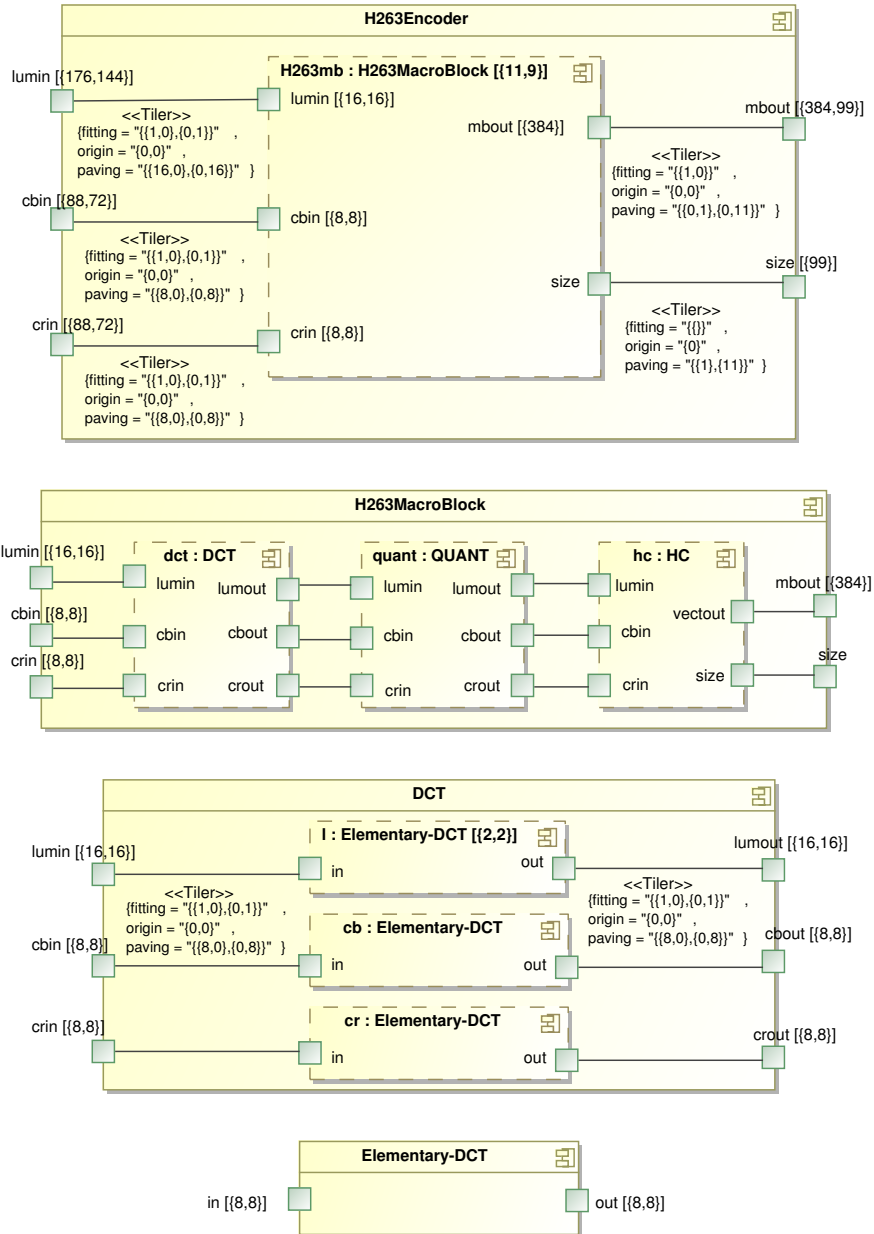 H263Encoder
lumin [{176,144}]
H263mb : H263MacroBlock [{11,9}]
lumin [16,16}]
mbout [{384,99}]
<<Tiler>>
{fitting = "{{1,0},{0,1}}" ,
origin = "{0,0}" ,
paving = "{{16,0},{0,16}}" }
mbout [{384}]
<<Tiler>>
{fitting = "{{1,0}}" ,
origin = "{0,0}" ,
paving = "{{0,1},{0,11}}" }
cbin [{88,72}]
cbin [{8,8}]
<<Tiler>>
{fitting = "{{1,0},{0,1}}" ,
origin = "{0,0}" ,
paving = "{{8,0},{0,8}}" }
size
size [{99}]
<<Tiler>>
{fitting = "{{}}" ,
origin = "{0}" ,
paving = "{{1},{11}}" }
crin [{88,72}]
crin [{8,8}]
<<Tiler>>
{fitting = "{{1,0},{0,1}}" ,
origin = "{0,0}" ,
paving = "{{8,0},{0,8}}" }
H263MacroBlock
lumin [{16,16}]
cbin [{8,8}]
crin [{8,8}]
dct : DCT
lumin
lumout
cbin
cbout
crin
crout
quant : QUANT
lumin
lumout
cbin
cbout
crin
crout
hc : HC
lumin
vectout
cbin
size
crin
mbout [{384}]
size
DCT
lumin [{16,16}]
l : Elementary-DCT [{2,2}]
in
out
lumout [{16,16}]
<<Tiler>>
{fitting = "{{1,0},{0,1}}" ,
origin = "{0,0}" ,
paving = "{{8,0},{0,8}}" }
<<Tiler>>
{fitting = "{{1,0},{0,1}}" ,
origin = "{0,0}" ,
paving = "{{8,0},{0,8}}" }
cbin [{8,8}]
cb : Elementary-DCT
in
out
cbout [{8,8}]
crin [{8,8}]
cr : Elementary-DCT
in
out
crout [{8,8}]
Elementary-DCT
in [{8,8}]
out [{8,8}]